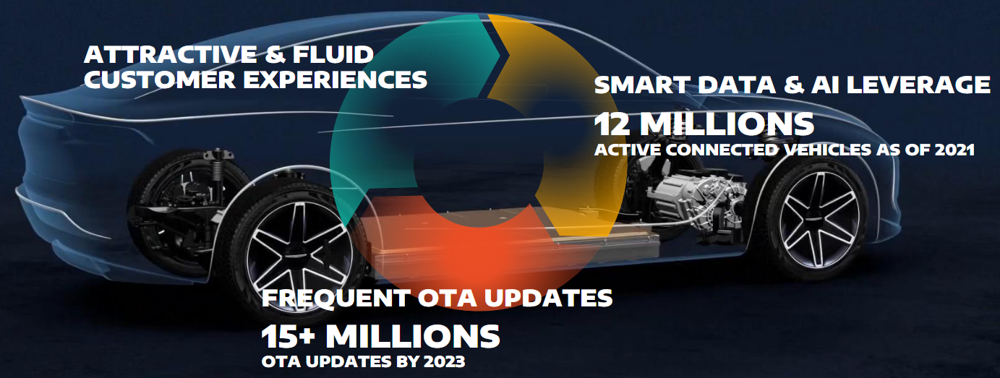 ATTRACTIVE & FLUID
CUSTOMER EXPERIENCES
SMART DATA & AI LEVERAGE
12 MILLIONS
ACTIVE CONNECTED VEHICLES AS OF 2021
FREQUENT OTA UPDATES
15+ MILLIONS
OTA UPDATES BY 2023